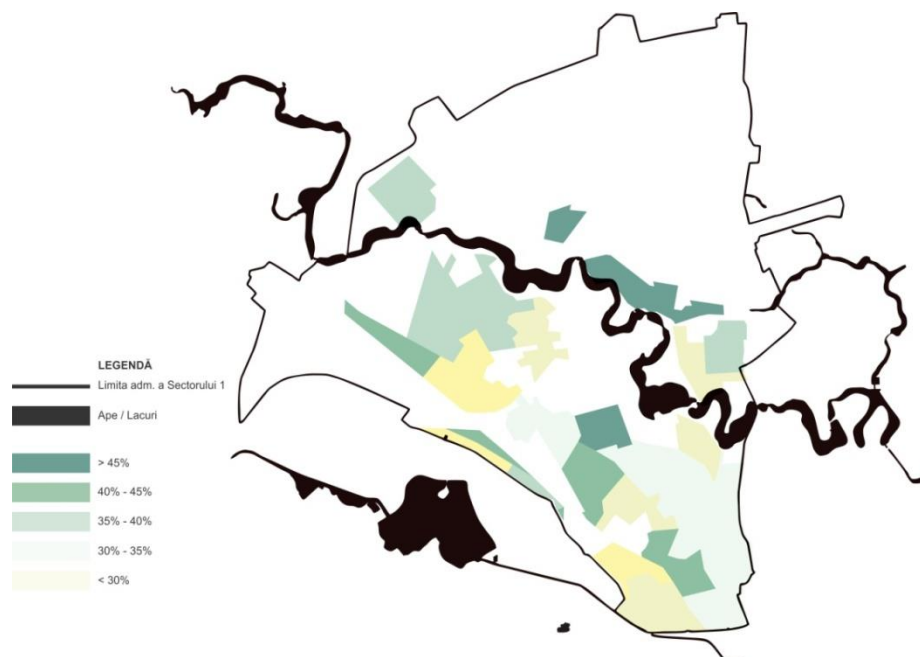 LEGENDĂ
Limita adm. a Sectorului 1
Ape / Lacuri
> 45%
40% - 45%
35% - 40%
30% - 35%
< 30%